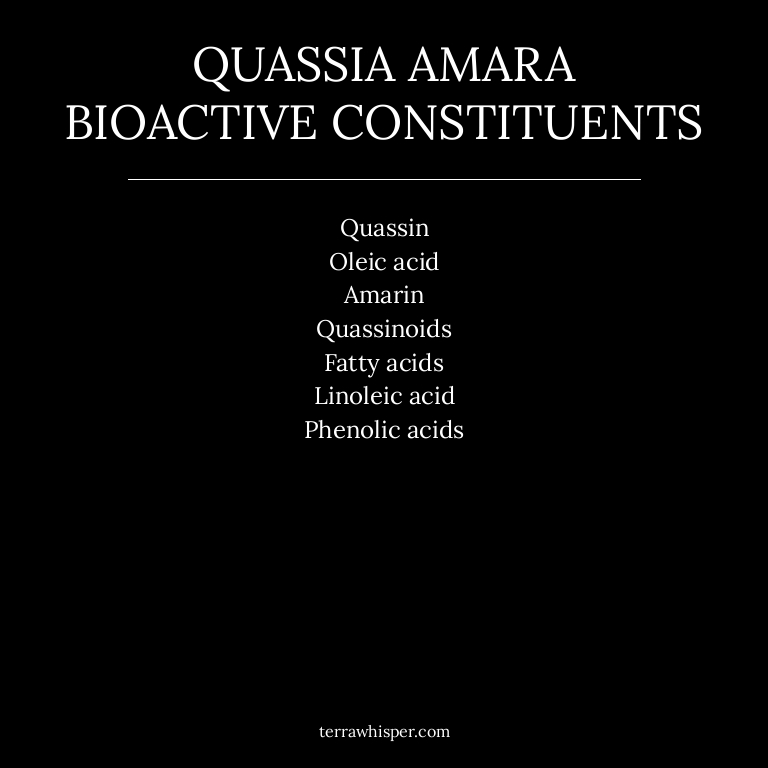 QUASSIA AMARA
BIOACTIVE CONSTITUENTS
Quassin
Oleic acid
Amarin
Quassinoids
Fatty acids
Linoleic acid
Phenolic acids
terrawhisper.com